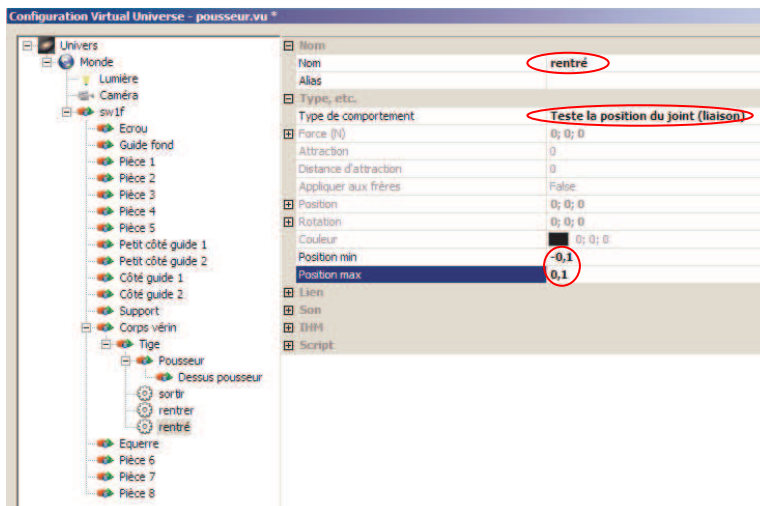 Configuration Virtual Universe - pousseur.vu *
Univers
Monde
Lumière
Caméra
sw1f
Ecrou
Guide fond
Pièce 1
Pièce 2
Pièce 3
Pièce 4
Pièce 5
Petit côté guide 1
Petit côté guide 2
Côté guide 1
Côté guide 2
Support
Corps vérin
Tige
Pousseur
Dessus pousseur
sortir
rentrer
rentré
Equerre
Pièce 6
Pièce 7
Pièce 8
Nom
Nom rentré
Alias
Type, etc.
Type de comportement Teste la position du joint (liaison)
Force (N) 0; 0; 0
Attraction 0
Distance d'attraction 0
Appliquer aux frères False
Position 0; 0; 0
Rotation 0; 0; 0
Couleur 0; 0; 0
Position min -0,1
Position max 0,1
Lien
Son
IHM
Script